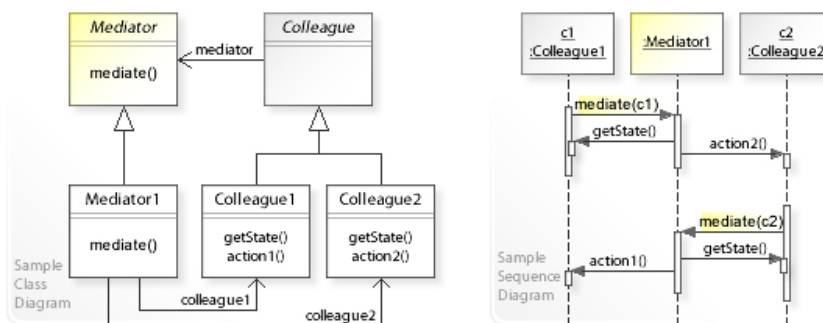 Mediator
mediate()
mediator
Colleague
Mediator1
mediate()
Colleague1
getState()
action1()
Colleague2
getState()
action2()
colleague1
colleague2
Sample
Class
Diagram
c1
:Colleague1
:Mediator1
c2
:Colleague2
mediate(c1)
getState()
action2()
mediate(c2)
getState()
action1()
Sample
Sequence
Diagram